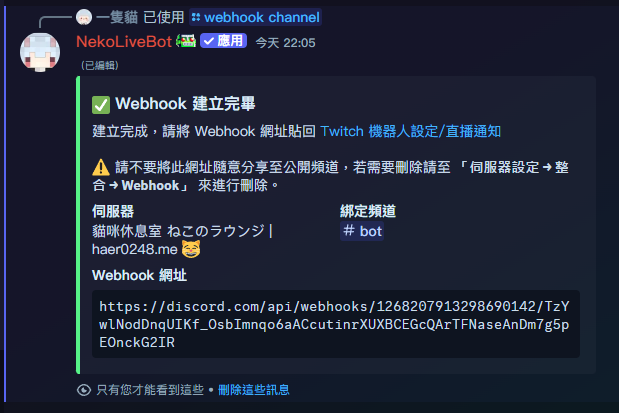 一隻貓 已使用 webhook channel
NekoLiveBot 應用 今天 22:05
(已編輯)
Webhook 建立完畢
建立完成，請將 Webhook 網址貼回 Twitch 機器人設定/直播通知
請不要將此網址隨意分享至公開頻道，若需要刪除請至 「伺服器設定→整
合→Webhook」 來進行刪除。
伺服器 綁定頻道
貓咪休息室 ねこのラウンジ | # bot
haer0248.me
Webhook 網址
https://discord.com/api/webhooks/1268207913298690142/TzY
wlNodDnqUIKf_OsbImnqo6aACcutinrXUXBCEGcQArTFNaseAnDm7g5p
EOnckG2IR
只有您才能看到這些 • 刪除這些訊息